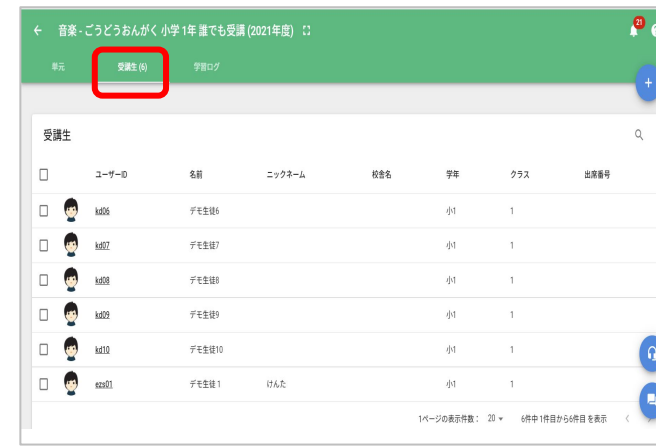 音楽 - ごうどうおんがく 小学 1年 誰でも受講 (2021年度)
21
単元 受講生 (6) 学習ログ
受講生
ユーザーID 名前 ニックネーム 校舎名 学年 クラス 出席番号
kd06 デモ生徒6 小1 1
kd07 デモ生徒7 小1 1
kd08 デモ生徒8 小1 1
kd09 デモ生徒9 小1 1
kd10 デモ生徒10 小1 1
ezs01 デモ生徒 1 けんた 小1 1
1ページの表示件数： 20 6件中 1件目から6件目 を表示